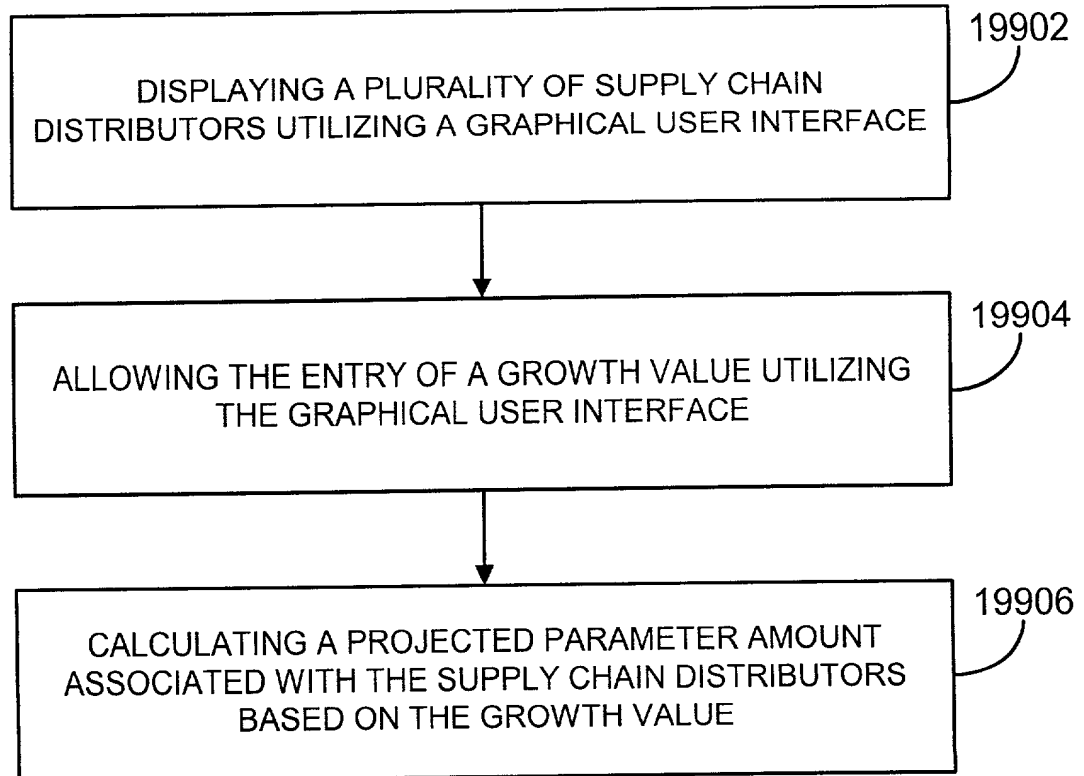 19902
DISPLAYING A PLURALITY OF SUPPLY CHAIN
DISTRIBUTORS UTILIZING A GRAPHICAL USER INTERFACE
19904
ALLOWING THE ENTRY OF A GROWTH VALUE UTILIZING
THE GRAPHICAL USER INTERFACE
19906
CALCULATING A PROJECTED PARAMETER AMOUNT
ASSOCIATED WITH THE SUPPLY CHAIN DISTRIBUTORS
BASED ON THE GROWTH VALUE